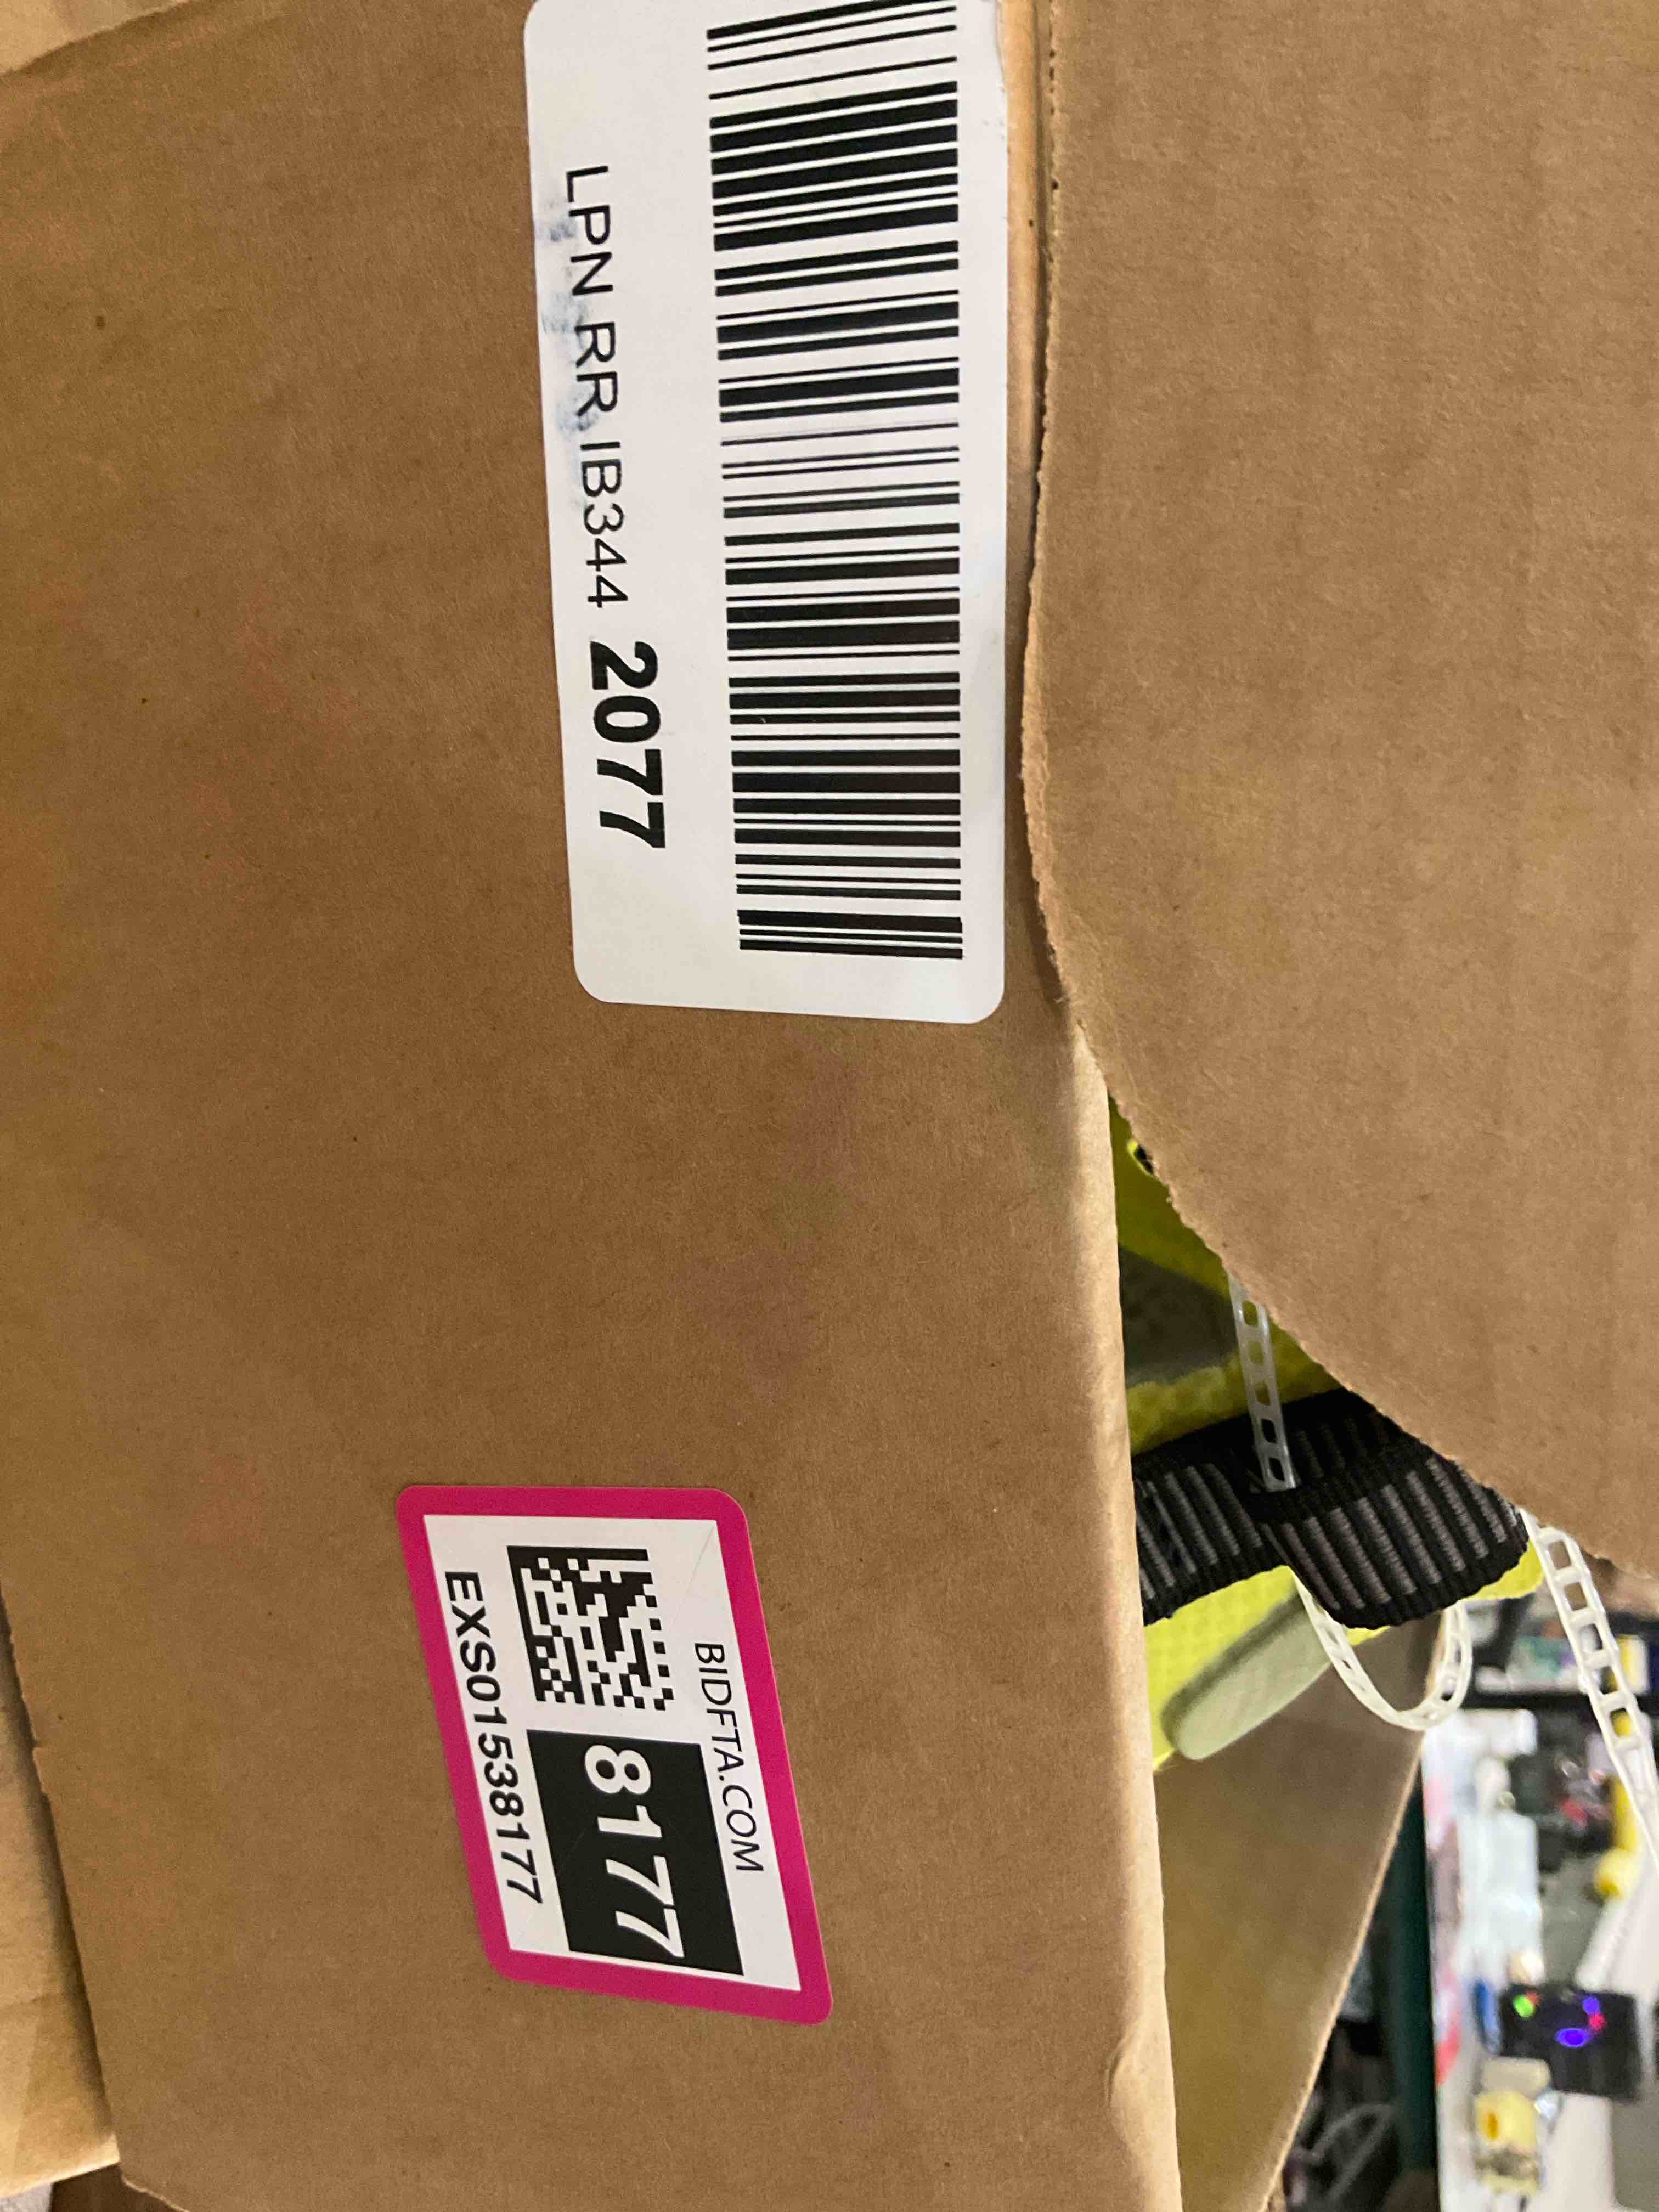 LPN RR IB344 2077
BIDFTA.COM
8177
EXS01538177